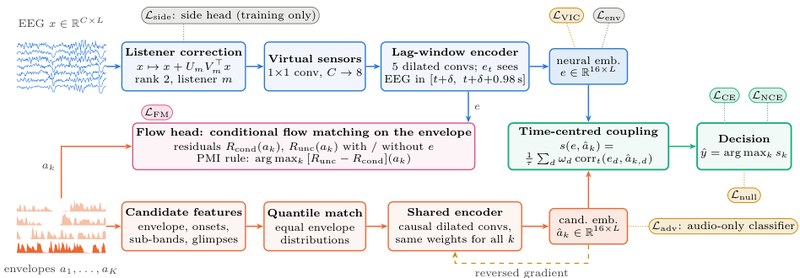 EEG x ∈ ℝ^{C×L}
ℒ_side: side head (training only)
ℒ_VIC
ℒ_env
Listener correction
x ↦ x + U_m V_m^⊤ x
rank 2, listener m
Virtual sensors
1×1 conv, C → 8
Lag-window encoder
5 dilated convs; e_t sees
EEG in [t+δ, t+δ+0.98 s]
neural emb.
e ∈ ℝ^{16×L}
e
ℒ_FM
Flow head: conditional flow matching on the envelope
residuals R_cond(a_k), R_unc(a_k) with / without e
PMI rule: arg max_k [R_unc − R_cond](a_k)
a_k
Time-centred coupling
s(e, â_k) =
1/τ ∑_d ω_d corr_t(e_d, â_{k,d})
ℒ_CE
ℒ_NCE
Decision
ŷ = arg max_k s_k
ℒ_null
Candidate features
envelope, onsets,
sub-bands, glimpses
Quantile match
equal envelope
distributions
Shared encoder
causal dilated convs,
same weights for all k
cand. emb.
â_k ∈ ℝ^{16×L}
ℒ_adv: audio-only classifier
envelopes a_1, …, a_K
reversed gradient